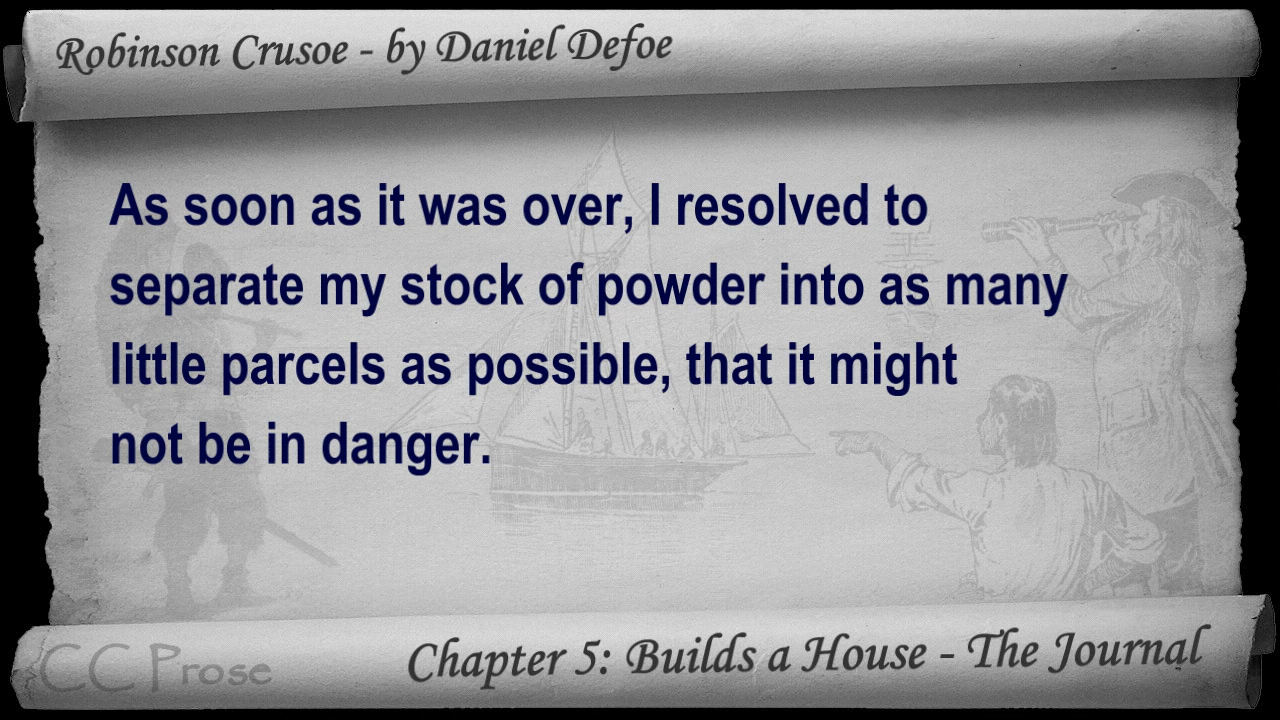 Robinson Crusoe - by Daniel Defoe
As soon as it was over, I resolved to
separate my stock of powder into as many
little parcels as possible, that it might
not be in danger.
CC Prose
Chapter 5: Builds a House - The Journal